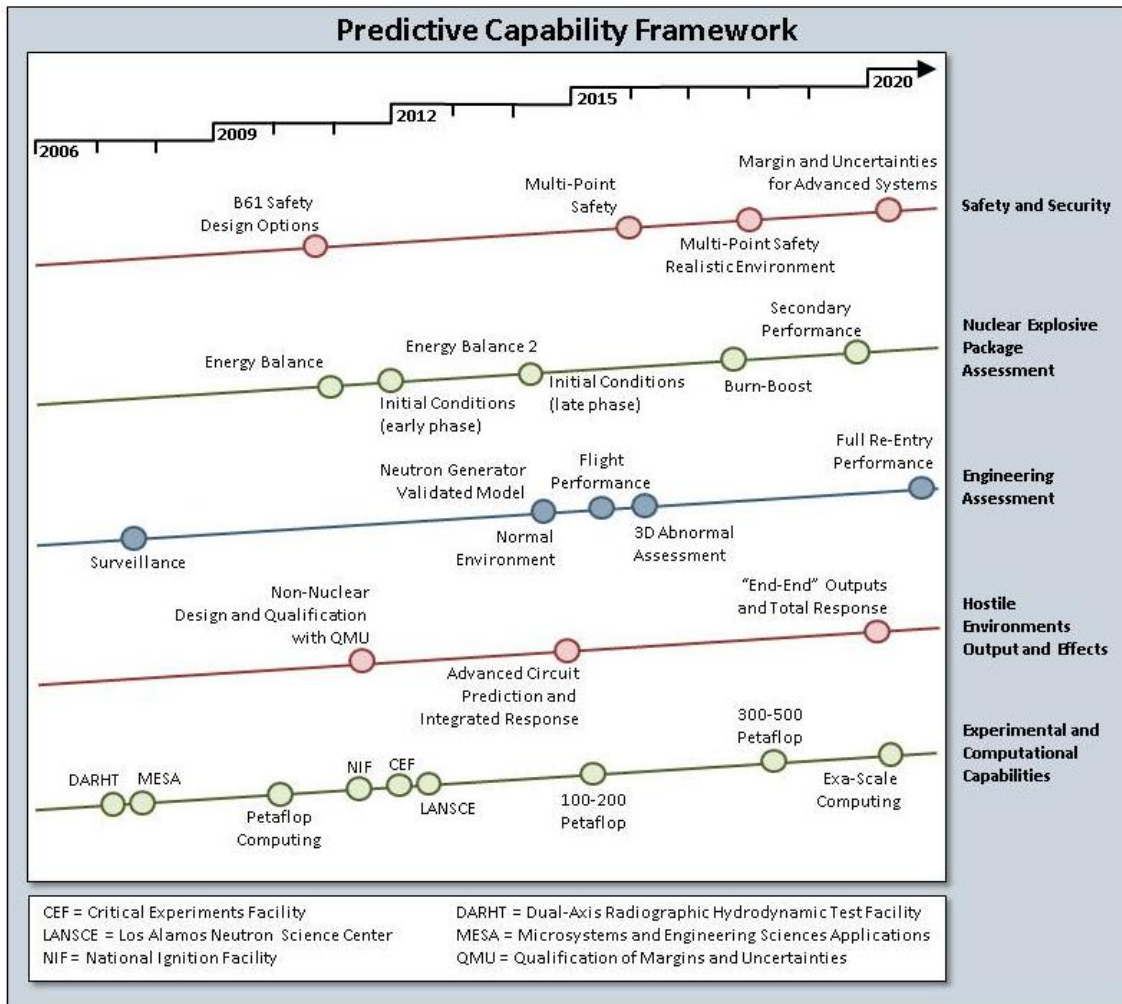 Predictive Capability Framework
2006
2009
2012
2015
2020
B61 Safety
Design Options
Multi-Point
Safety
Multi-Point Safety
Realistic Environment
Margin and Uncertainties
for Advanced Systems
Safety and Security
Energy Balance
Initial Conditions
(early phase)
Energy Balance 2
Initial Conditions
(late phase)
Burn-Boost
Secondary
Performance
Nuclear Explosive
Package
Assessment
Surveillance
Neutron Generator
Validated Model
Normal
Environment
Flight
Performance
3D Abnormal
Assessment
Full Re-Entry
Performance
Engineering
Assessment
Non-Nuclear
Design and Qualification
with QMU
Advanced Circuit
Prediction and
Integrated Response
“End-End” Outputs
and Total Response
Hostile
Environments
Output and Effects
DARHT
MESA
Petaflop
Computing
NIF
CEF
LANSCE
100-200
Petaflop
300-500
Petaflop
Exa-Scale
Computing
Experimental and
Computational
Capabilities
CEF = Critical Experiments Facility
LANSCE = Los Alamos Neutron Science Center
NIF = National Ignition Facility
DARHT = Dual-Axis Radiographic Hydrodynamic Test Facility
MESA = Microsystems and Engineering Sciences Applications
QMU = Qualification of Margins and Uncertainties